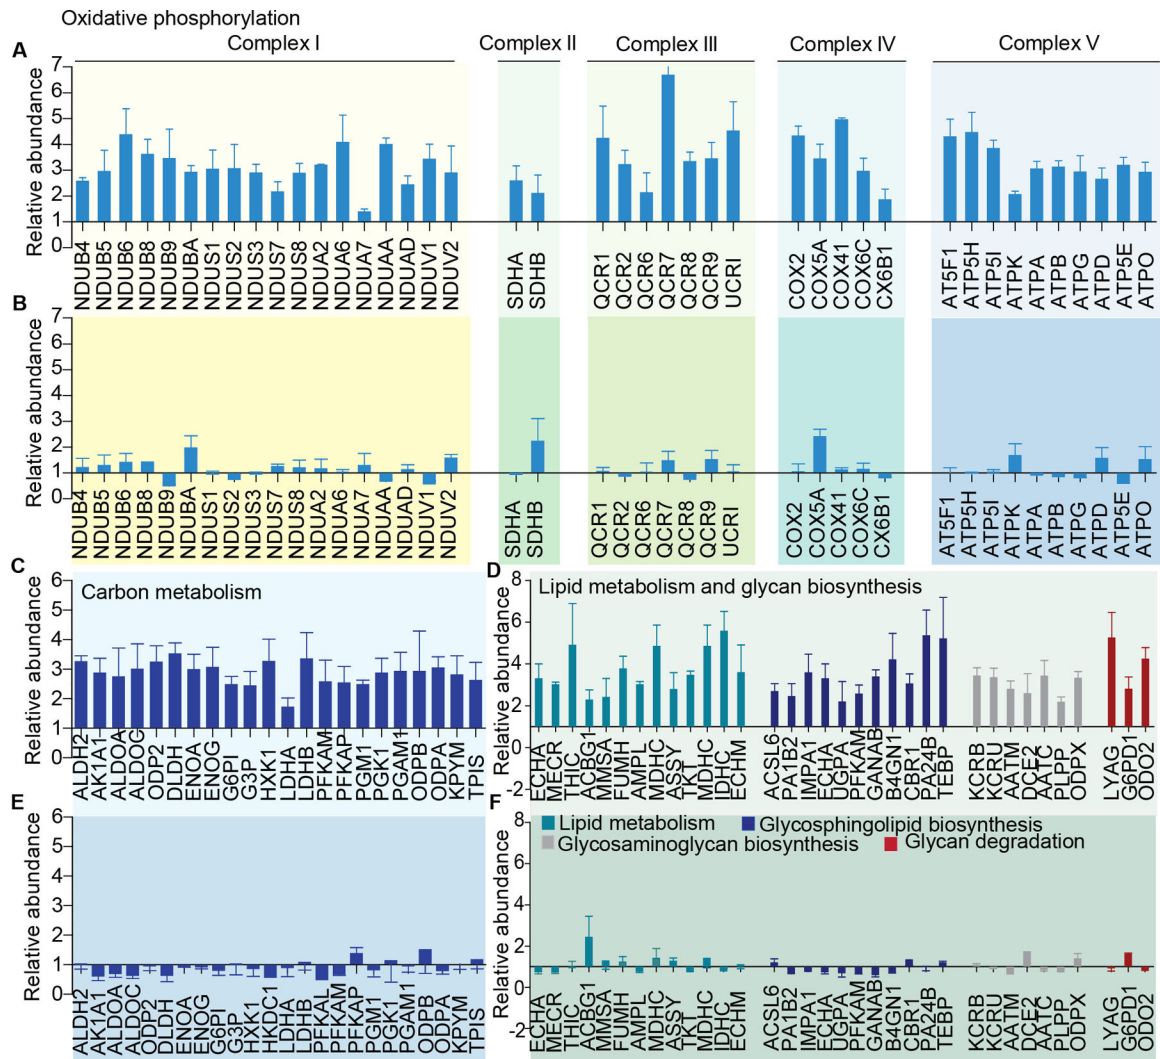 Oxidative phosphorylation
A
Complex I
Complex II
Complex III
Complex IV
Complex V
Relative abundance
7
6
5
4
3
2
1
0
NDUB4
NDUB5
NDUB6
NDUB8
NDUB9
NDUBA
NDUS1
NDUS2
NDUS3
NDUS7
NDUS8
NDUA2
NDUA6
NDUA7
NDUAA
NDUAD
NDUV1
NDUV2
SDHA
SDHB
QCR1
QCR2
QCR6
QCR7
QCR8
QCR9
UCRI
COX2
COX5A
COX41
COX6C
CX6B1
AT5F1
ATP5H
ATP5I
ATPK
ATPA
ATPB
ATPG
ATPD
ATP5E
ATPO
B
Relative abundance
7
6
5
4
3
2
1
0
NDUB4
NDUB5
NDUB6
NDUB8
NDUB9
NDUBA
NDUS1
NDUS2
NDUS3
NDUS7
NDUS8
NDUA2
NDUA6
NDUA7
NDUAA
NDUAD
NDUV1
NDUV2
SDHA
SDHB
QCR1
QCR2
QCR6
QCR7
QCR8
QCR9
UCRI
COX2
COX5A
COX41
COX6C
CX6B1
AT5F1
ATP5H
ATP5I
ATPK
ATPA
ATPB
ATPG
ATPD
ATP5E
ATPO
C
Carbon metabolism
Relative abundance
6
5
4
3
2
1
0
ALDH2
AK1A1
ALDOA
ALDOC
ODP2
DLDH
ENOA
ENOG
G6PI
G3P
HXK1
LDHA
LDHB
PFKAM
PFKAP
PGM1
PGK1
PGAM1
ODPB
ODPA
KPYM
TPIS
D
Lipid metabolism and glycan biosynthesis
Relative abundance
8
6
4
2
0
-2
ECHA
MECR
THIC
ACBG1
MMSA
FUMH
AMPL
MDHC
ASSY
TKT
MDHC
IDHC
ECHM
ACSL6
PA1B2
IMPA1
ECHA
UGPA
PFKAM
GANAB
B4GN1
CBR1
PA24B
TEBP
KCRB
KCRU
AATM
DCE2
AATC
PLPP
ODPX
LYAG
G6PD1
ODO2
E
Relative abundance
6
5
4
3
2
1
0
ALDH2
AK1A1
ALDOA
ALDOC
ODP2
DLDH
ENOA
ENOG
G6PI
G3P
HXK1
HKDC1
LDHA
LDHB
PFKAL
PFKAM
PFKAP
PGM1
PGK1
PGAM1
ODPB
ODPA
KPYM
TPIS
F
Lipid metabolism
Glycosphingolipid biosynthesis
Glycosaminoglycan biosynthesis
Glycan degradation
Relative abundance
8
6
4
2
0
-2
ECHA
MECR
THIC
ACBG1
MMSA
FUMH
AMPL
MDHC
ASSY
TKT
MDHC
IDHC
ECHM
ACSL6
PA1B2
IMPA1
ECHA
UGPA
PFKAM
GANAB
B4GN1
CBR1
PA24B
TEBP
KCRB
KCRU
AATM
DCE2
AATC
PLPP
ODPX
LYAG
G6PD1
ODO2